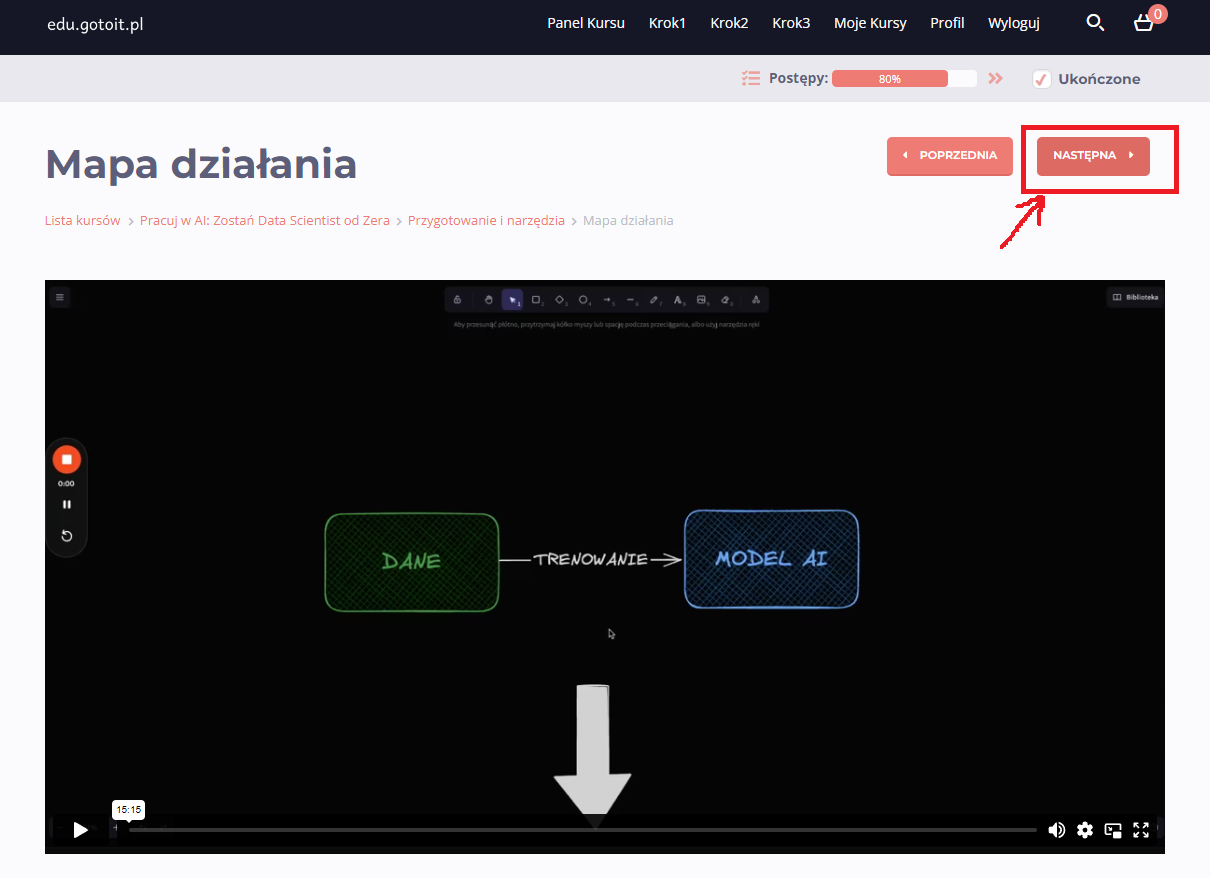 edu.gotoit.pl
Panel Kursu Krok1 Krok2 Krok3 Moje Kursy Profil Wyloguj 0
Postępy: 80% Ukończone
Mapa działania
POPRZEDNIA NASTĘPNA
Lista kursów > Pracuj w AI: Zostań Data Scientist od Zera > Przygotowanie i narzędzia > Mapa działania
Biblioteka
Aby przesunąć płótno, przytrzymaj kółko myszy lub spację podczas przeciągania, albo użyj narzędzia ręki
0:00
DANE TRENOWANIE MODEL AI
15:15